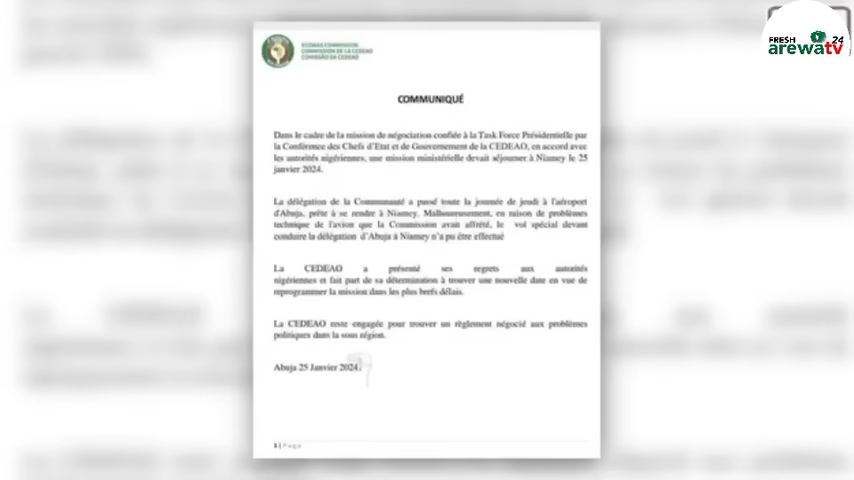 FRESH 24
arewatv
ECOWAS COMMISSION
COMMISSION DE LA CEDEAO
COMISSÃO DA CEDEAO
COMMUNIQUÉ
Dans le cadre de la mission de négociation confiée à la Task Force Présidentielle par
la Conférence des Chefs d'Etat et de Gouvernement de la CEDEAO, en accord avec
les autorités nigériennes, une mission ministérielle devait séjourner à Niamey le 25
janvier 2024.
La délégation de la Communauté a passé toute la journée de jeudi à l'aéroport
d'Abuja, prête à se rendre à Niamey. Malhoureusement, en raison de problèmes
technique de l'avion que la Commission avait affrété, le vol spécial devant
conduire la délégation d'Abuja à Niamey n'a pu être effectué
La CEDEAO a présenté ses regrets aux autorités
nigériennes et fait part de sa détermination à trouver une nouvelle date en vue de
reprogrammer la mission dans les plus brefs délais.
La CEDEAO reste engagée pour trouver un règlement négocié aux problèmes
politiques dans la sous région.
Abuja 25 Janvier 2024.
1 | Page